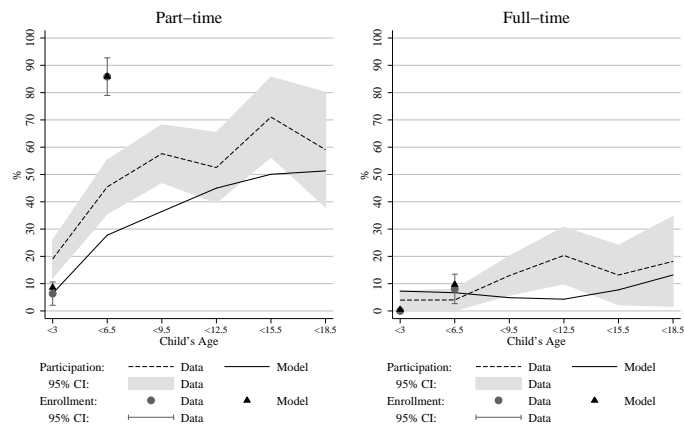 Part–time
100
90
80
70
60
50
40
30
20
10
0
%
<3 <6.5 <9.5 <12.5 <15.5 <18.5
Child's Age
Participation: Data Model
95% CI: Data
Enrollment: Data Model
95% CI: Data
Full–time
100
90
80
70
60
50
40
30
20
10
0
%
<3 <6.5 <9.5 <12.5 <15.5 <18.5
Child's Age
Participation: Data Model
95% CI: Data
Enrollment: Data Model
95% CI: Data